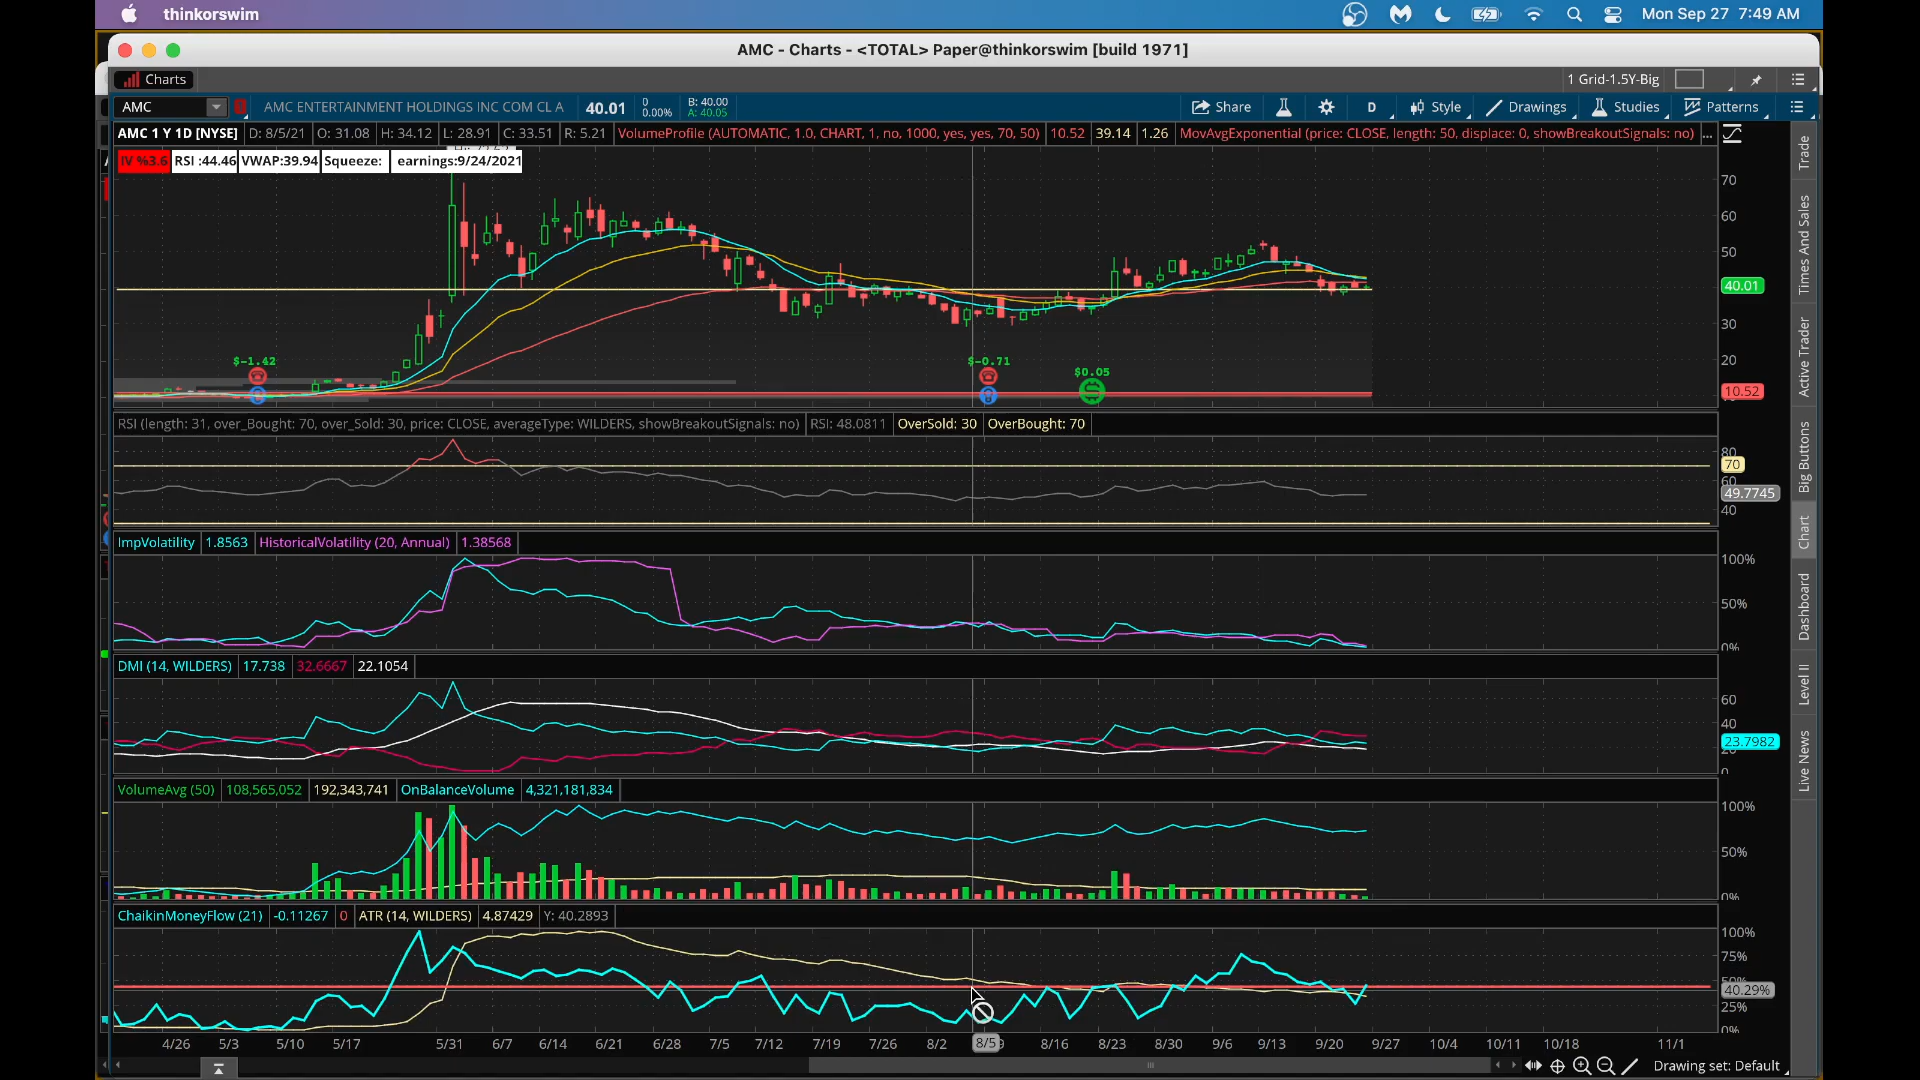 thinkorswim Mon Sep 27 7:49 AM
AMC - Charts - <TOTAL> Paper@thinkorswim [build 1971]
Charts 1 Grid-1.5Y-Big
AMC AMC ENTERTAINMENT HOLDINGS INC COM CL A 40.01 0 0.00% B: 40.00 A: 40.05 Share D Style Drawings Studies Patterns
AMC 1 Y 1D [NYSE] D: 8/5/21 O: 31.08 H: 34.12 L: 28.91 C: 33.51 R: 5.21 VolumeProfile (AUTOMATIC, 1.0, CHART, 1, no, 1000, yes, yes, 70, 50) 10.52 39.14 1.26 MovAvgExponential (price: CLOSE, length: 50, displace: 0, showBreakoutSignals: no) ...
IV %3.6 RSI :44.46 VWAP:39.94 Squeeze: earnings:9/24/2021
70
60
50
40.01
30
20
$-1.42 $-0.71 $0.05
10.52
RSI (length: 31, over_Bought: 70, over_Sold: 30, price: CLOSE, averageType: WILDERS, showBreakoutSignals: no) RSI: 48.0811 OverSold: 30 OverBought: 70
80
70
60
49.7745
40
ImpVolatility 1.8563 HistoricalVolatility (20, Annual) 1.38568
100%
50%
0%
DMI (14, WILDERS) 17.738 32.6667 22.1054
60
40
23.7982
0
VolumeAvg (50) 108,565,052 192,343,741 OnBalanceVolume 4,321,181,834
100%
50%
0%
ChaikinMoneyFlow (21) -0.11267 0 ATR (14, WILDERS) 4.87429 Y: 40.2893
100%
75%
40.29%
25%
0%
4/26 5/3 5/10 5/17 5/31 6/7 6/14 6/21 6/28 7/5 7/12 7/19 7/26 8/2 8/5 8/16 8/23 8/30 9/6 9/13 9/20 9/27 10/4 10/11 10/18 11/1
Drawing set: Default
Trade
Times And Sales
Active Trader
Big Buttons
Chart
Dashboard
Level II
Live News